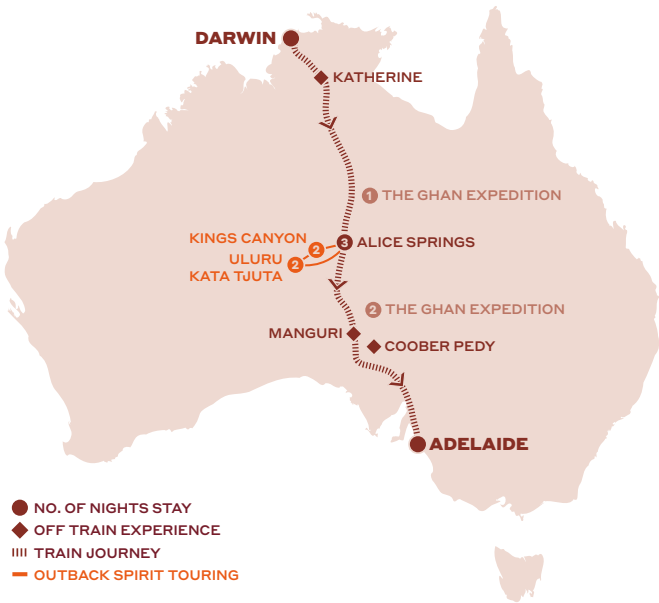 DARWIN
KATHERINE
1 THE GHAN EXPEDITION
KINGS CANYON 2
3 ALICE SPRINGS
ULURU
KATA TJUTA 2
2 THE GHAN EXPEDITION
MANGURI
COOBER PEDY
ADELAIDE
NO. OF NIGHTS STAY
OFF TRAIN EXPERIENCE
TRAIN JOURNEY
OUTBACK SPIRIT TOURING